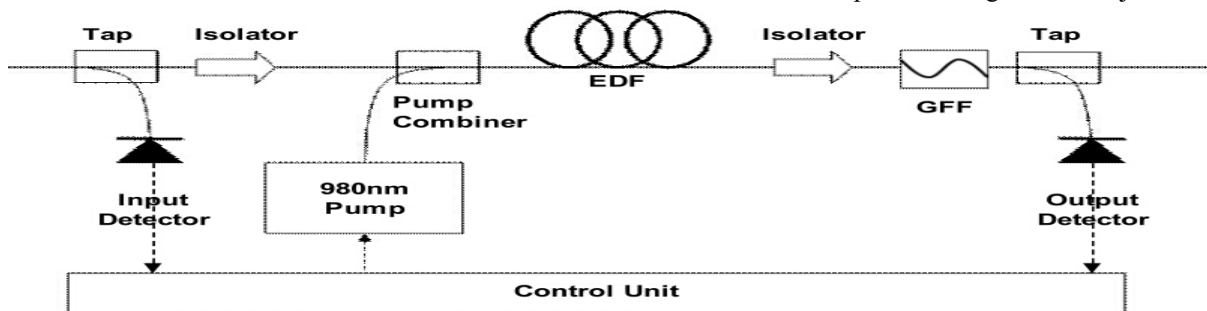 Tap
Isolator
Isolator
Tap
EDF
GFF
Pump
Combiner
980nm
Pump
Input
Detector
Output
Detector
Control Unit